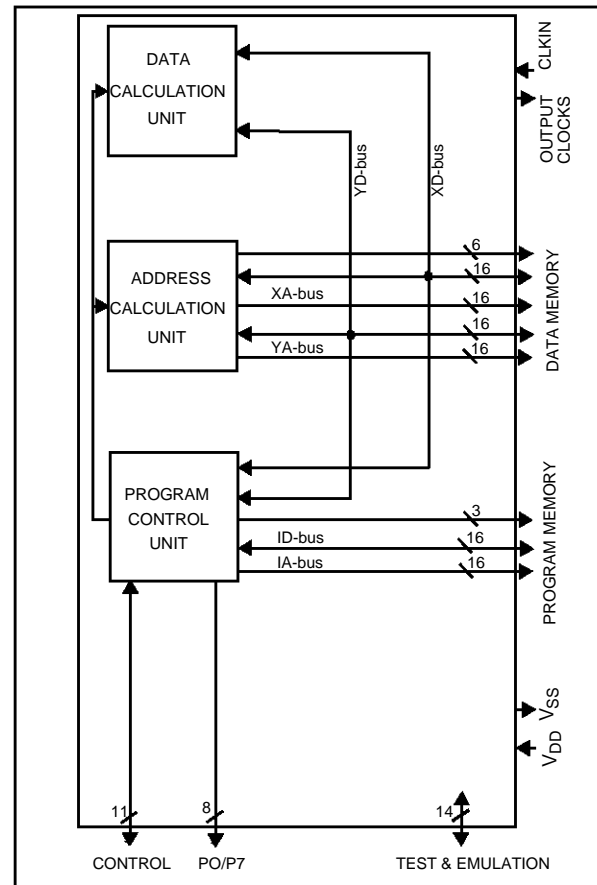 DATA
CALCULATION
UNIT
CLKIN
OUTPUT
CLOCKS
YD-bus
XD-bus
ADDRESS
CALCULATION
UNIT
6
16
XA-bus
16
16
YA-bus
16
DATA MEMORY
PROGRAM
CONTROL
UNIT
3
ID-bus
16
IA-bus
16
PROGRAM MEMORY
VSS
VDD
11
8
14
CONTROL
PO/P7
TEST & EMULATION